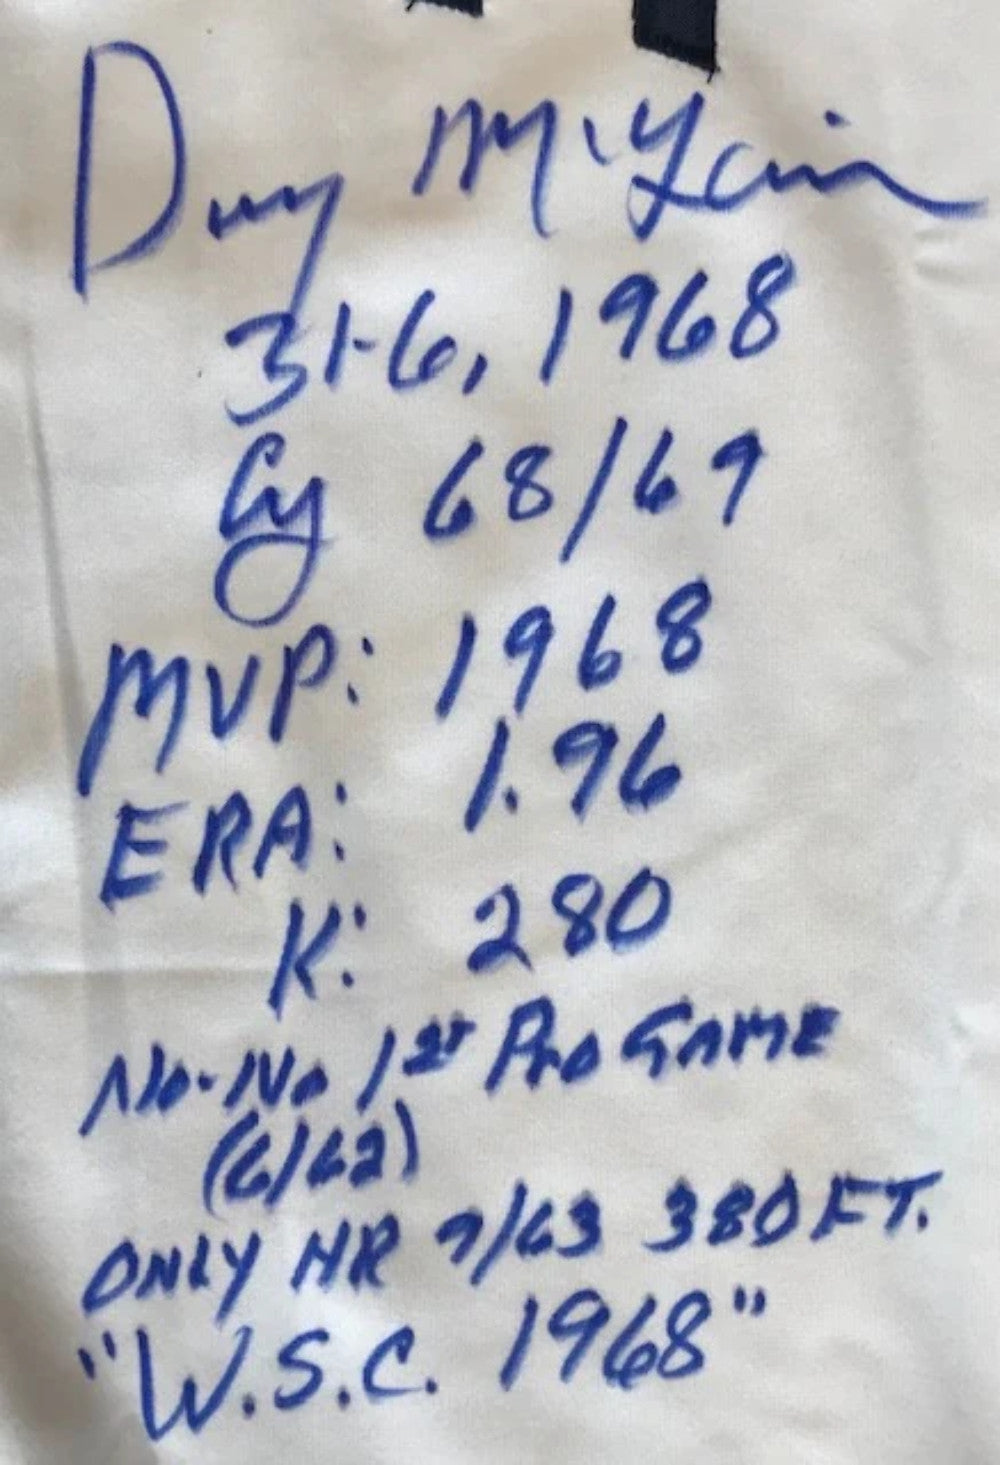 Denny McLain
31-6, 1968
Cy 68/69
MVP: 1968
ERA: 1.96
K: 280
No-No 1st Pro Game
(6/62)
ONLY HR 9/63 380 FT.
"W.S.C. 1968"